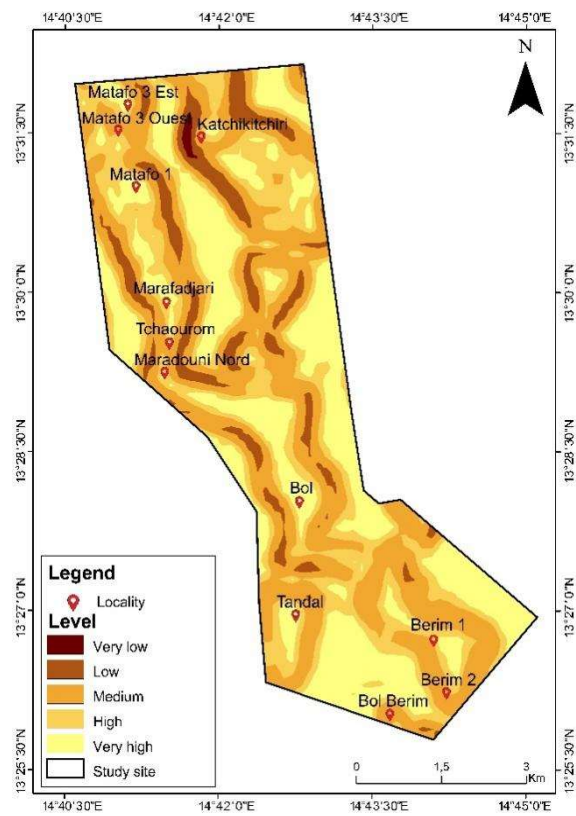 14°40'30"E 14°42'0"E 14°43'30"E 14°45'0"E
N
Matafo 3 Est
Matafo 3 Ouest
Katchikitchiri
13°31'30"N 13°31'30"N
Matafo 1
13°30'0"N 13°30'0"N
Marafadjari
Tchaourom
Maradouni Nord
13°28'30"N 13°28'30"N
Bol
13°27'0"N 13°27'0"N
Tandal
Berim 1
Berim 2
Bol Berim
Legend
Locality
Level
Very low
Low
Medium
High
Very high
Study site
0 1,5 3
Km
13°25'30"N 13°25'30"N
14°40'30"E 14°42'0"E 14°43'30"E 14°45'0"E